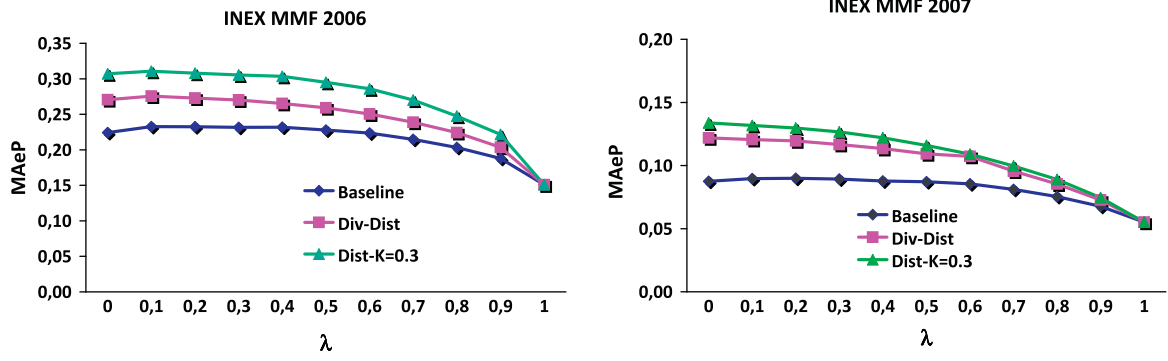 INEX MMF 2006
0,35
0,30
0,25
0,20
0,15
0,10
0,05
0,00
MAeP
Baseline
Div-Dist
Dist-K=0.3
0 0,1 0,2 0,3 0,4 0,5 0,6 0,7 0,8 0,9 1
λ
INEX MMF 2007
0,20
0,15
0,10
0,05
0,00
MAeP
Baseline
Div-Dist
Dist-K=0.3
0 0,1 0,2 0,3 0,4 0,5 0,6 0,7 0,8 0,9 1
λ